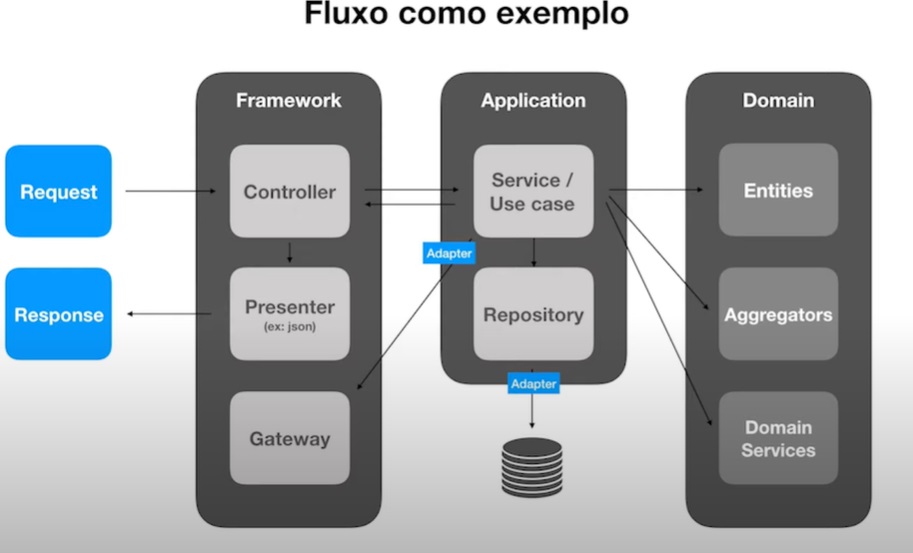 Fluxo como exemplo
Framework
Application
Domain
Request
Controller
Service /
Use case
Entities
Adapter
Response
Presenter
(ex: json)
Repository
Aggregators
Adapter
Gateway
Domain
Services